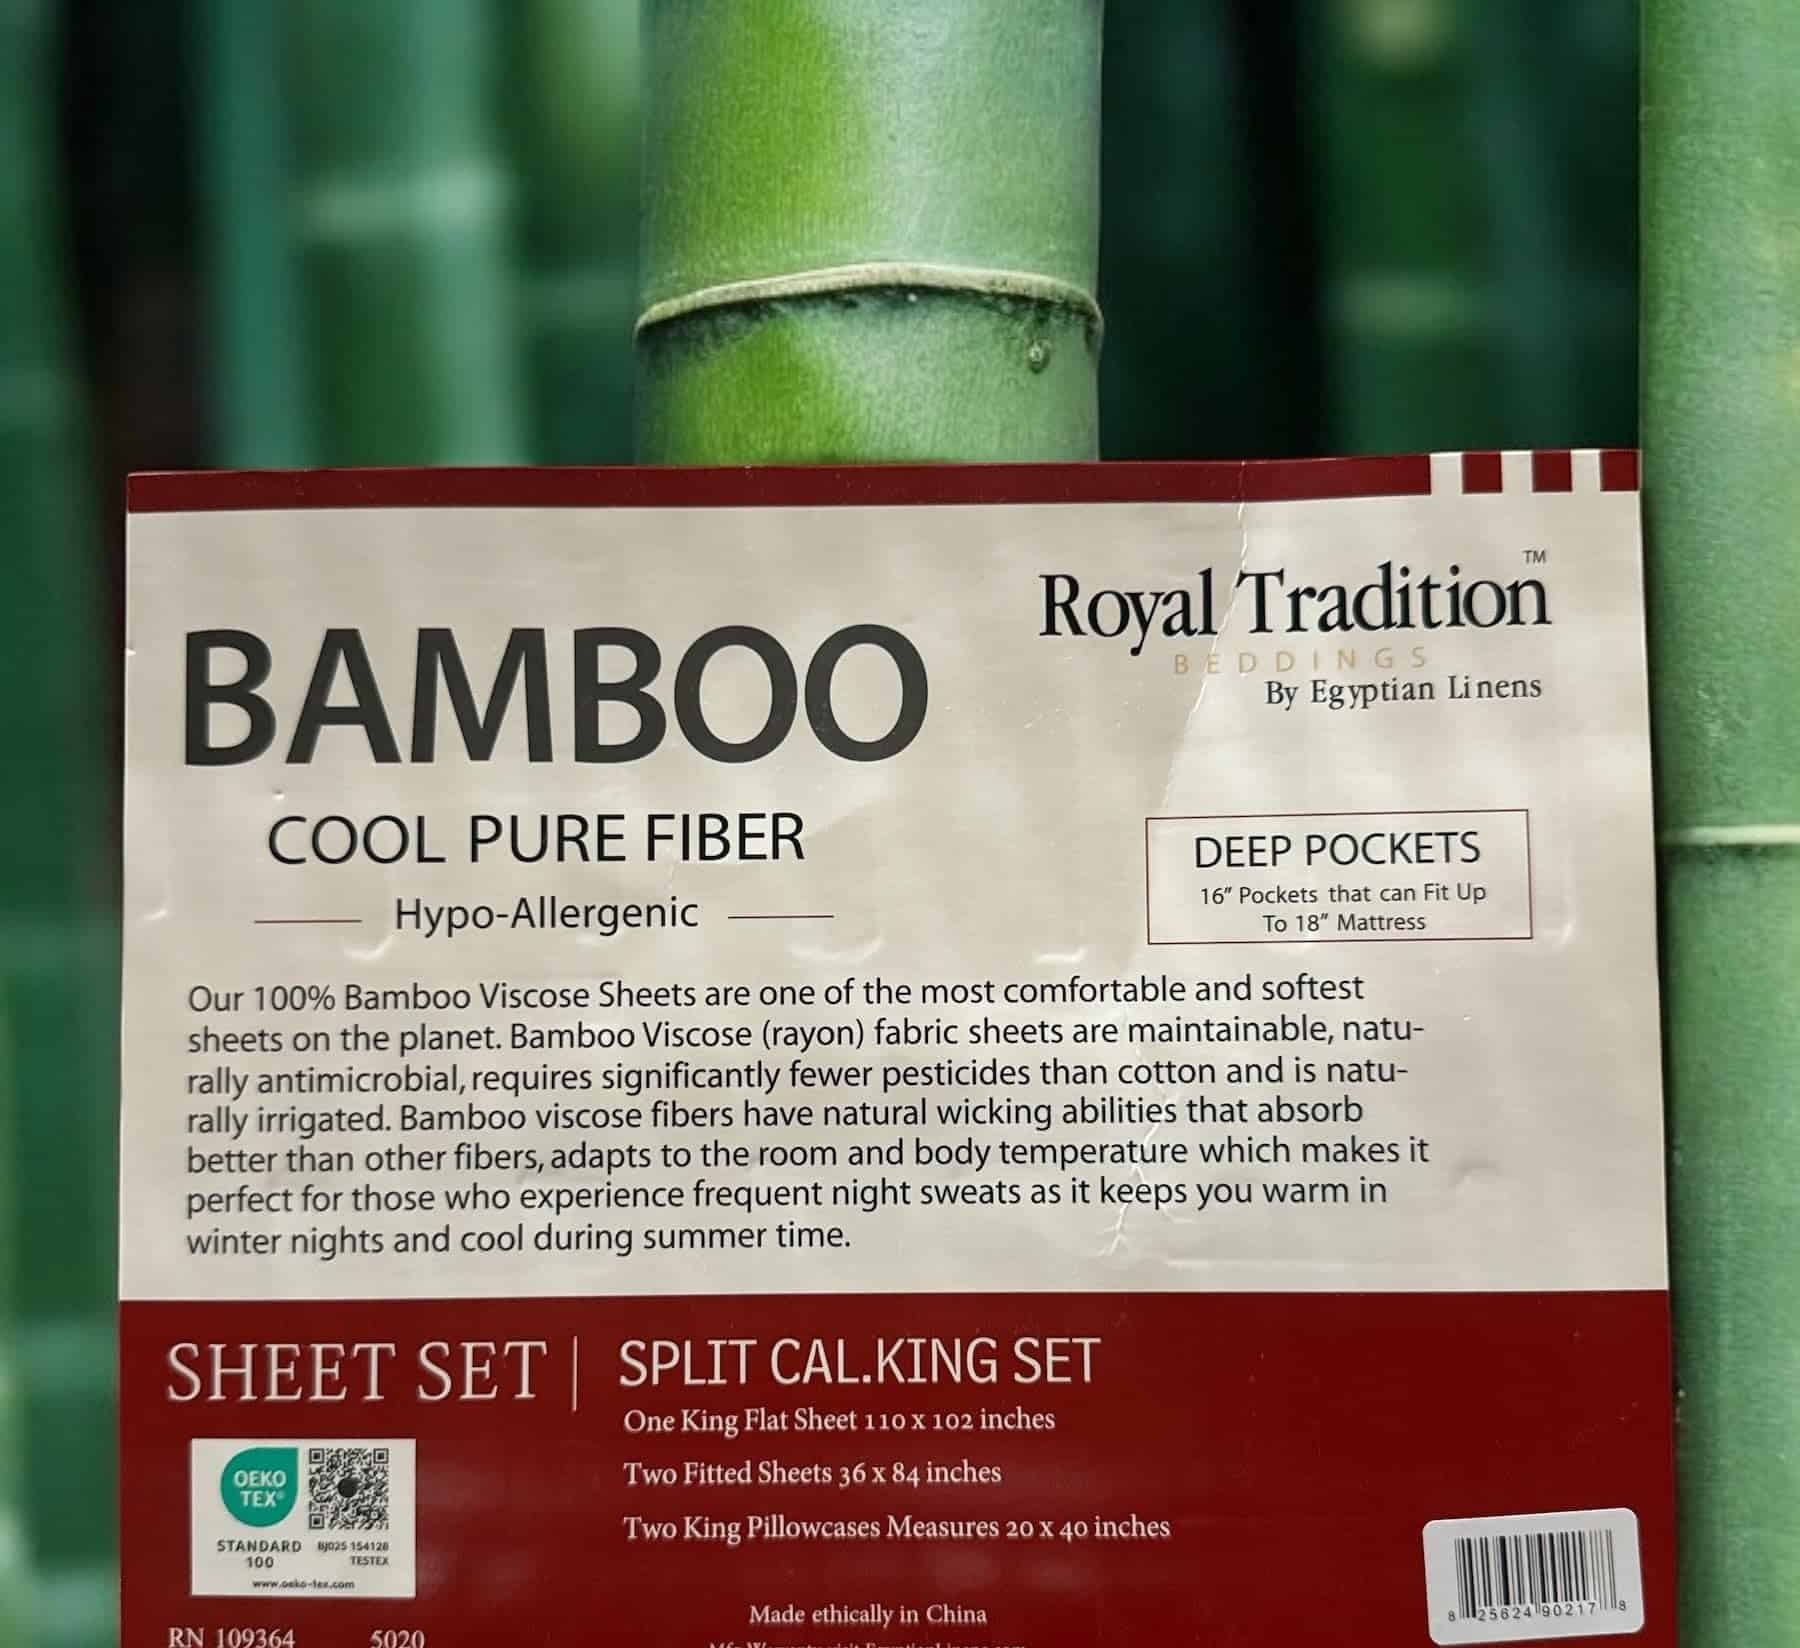 Royal Tradition™
BEDDINGS
By Egyptian Linens
BAMBOO
COOL PURE FIBER
Hypo-Allergenic
DEEP POCKETS
16" Pockets that can Fit Up
To 18" Mattress
Our 100% Bamboo Viscose Sheets are one of the most comfortable and softest
sheets on the planet. Bamboo Viscose (rayon) fabric sheets are maintainable, natu-
rally antimicrobial, requires significantly fewer pesticides than cotton and is natu-
rally irrigated. Bamboo viscose fibers have natural wicking abilities that absorb
better than other fibers, adapts to the room and body temperature which makes it
perfect for those who experience frequent night sweats as it keeps you warm in
winter nights and cool during summer time.
SHEET SET | SPLIT CAL.KING SET
One King Flat Sheet 110 x 102 inches
Two Fitted Sheets 36 x 84 inches
Two King Pillowcases Measures 20 x 40 inches
OEKO
TEX®
STANDARD
100
BJ025 154128
TESTEX
www.oeko-tex.com
8 25624 90217 8
Made ethically in China
RN 109364 5020